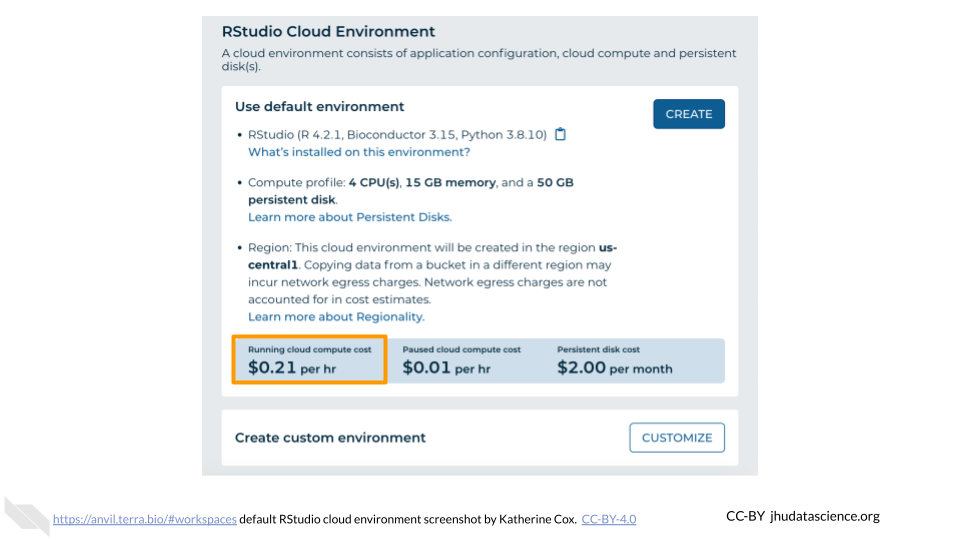 RStudio Cloud Environment
A cloud environment consists of application configuration, cloud compute and persistent
disk(s).
Use default environment
CREATE
• RStudio (R 4.2.1, Bioconductor 3.15, Python 3.8.10)
What's installed on this environment?
• Compute profile: 4 CPU(s), 15 GB memory, and a 50 GB
persistent disk.
Learn more about Persistent Disks.
• Region: This cloud environment will be created in the region us-
central1. Copying data from a bucket in a different region may
incur network egress charges. Network egress charges are not
accounted for in cost estimates.
Learn more about Regionality.
Running cloud compute cost
$0.21 per hr
Paused cloud compute cost
$0.01 per hr
Persistent disk cost
$2.00 per month
Create custom environment
CUSTOMIZE
https://anvil.terra.bio/#workspaces default RStudio cloud environment screenshot by Katherine Cox. CC-BY-4.0
CC-BY jhudatascience.org